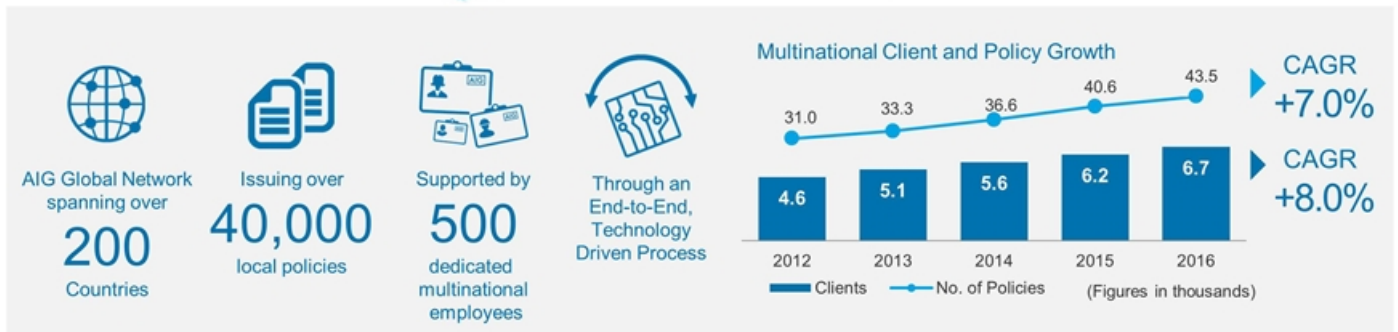 AIG Global Network
spanning over
200
Countries
Issuing over
40,000
local policies
AIG
AIG
AIG
Supported by
500
dedicated
multinational
employees
Through an
End-to-End,
Technology
Driven Process
Multinational Client and Policy Growth
31.0
33.3
36.6
40.6
43.5
4.6
5.1
5.6
6.2
6.7
2012
2013
2014
2015
2016
Clients
No. of Policies
(Figures in thousands)
CAGR
+7.0%
CAGR
+8.0%